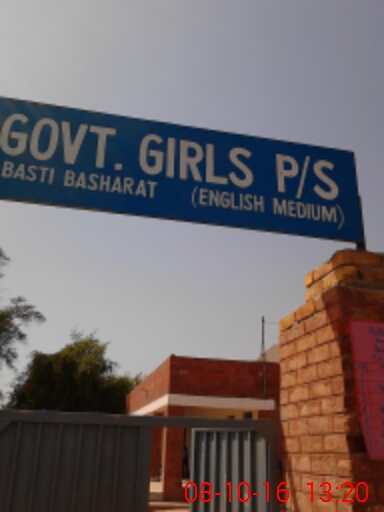 GOVT. GIRLS P/S
BASTI BASHARAT (ENGLISH MEDIUM)
08-10-16 13:20